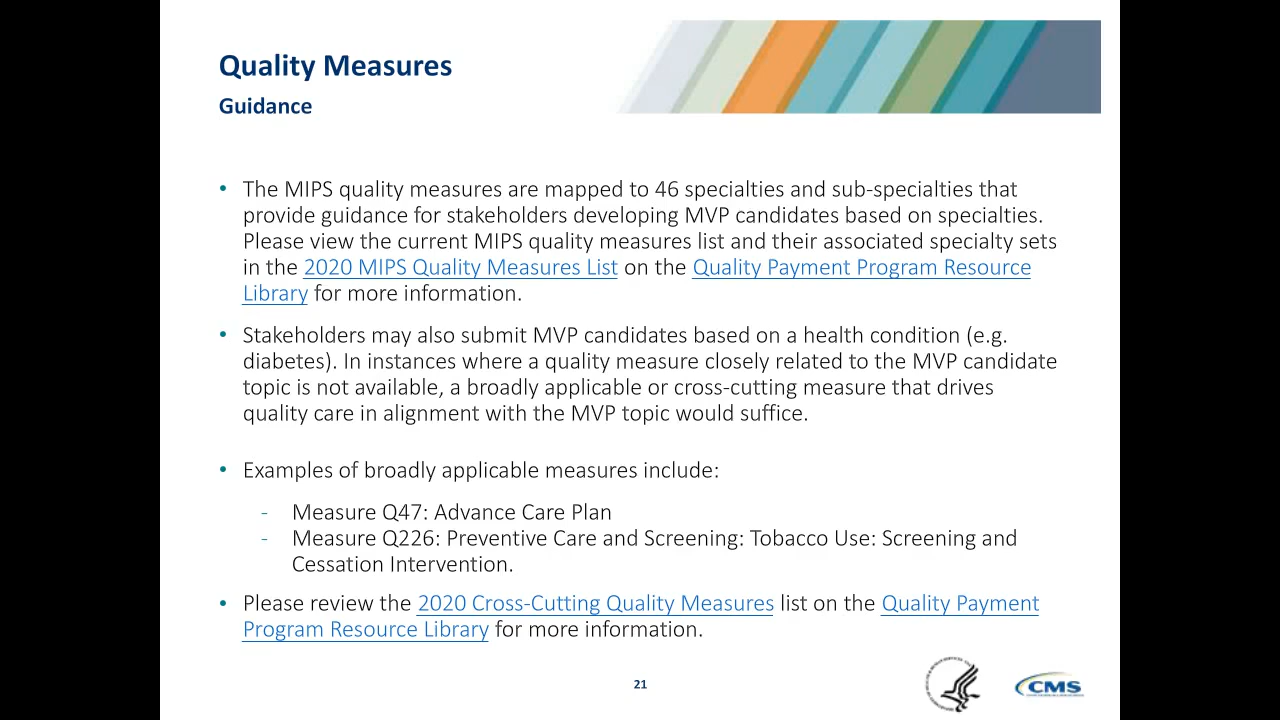 Quality Measures
Guidance
• The MIPS quality measures are mapped to 46 specialties and sub-specialties that
provide guidance for stakeholders developing MVP candidates based on specialties.
Please view the current MIPS quality measures list and their associated specialty sets
in the 2020 MIPS Quality Measures List on the Quality Payment Program Resource
Library for more information.
• Stakeholders may also submit MVP candidates based on a health condition (e.g.
diabetes). In instances where a quality measure closely related to the MVP candidate
topic is not available, a broadly applicable or cross-cutting measure that drives
quality care in alignment with the MVP topic would suffice.
• Examples of broadly applicable measures include:
- Measure Q47: Advance Care Plan
- Measure Q226: Preventive Care and Screening: Tobacco Use: Screening and
Cessation Intervention.
• Please review the 2020 Cross-Cutting Quality Measures list on the Quality Payment
Program Resource Library for more information.
21
CMS